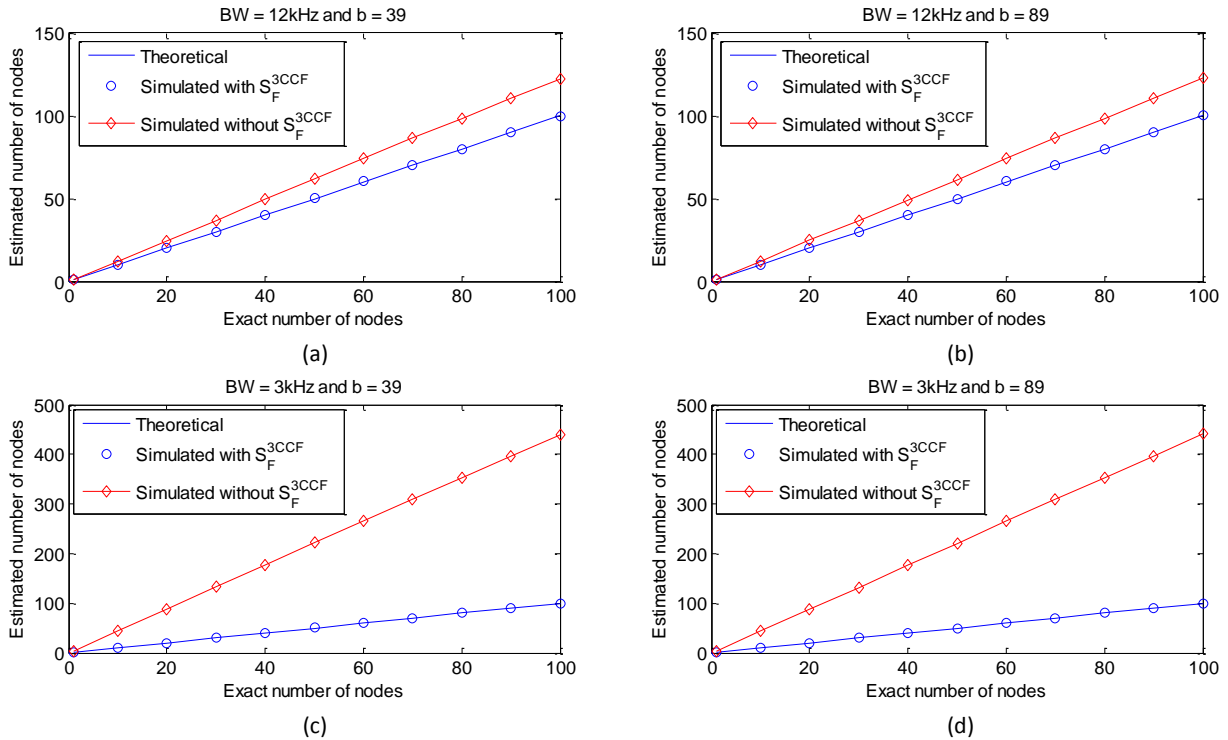 BW = 12kHz and b = 39
150
100
50
0
Estimated number of nodes
Theoretical
Simulated with S_F^3CCF
Simulated without S_F^3CCF
0 20 40 60 80 100
Exact number of nodes
(a)
BW = 12kHz and b = 89
150
100
50
0
Estimated number of nodes
Theoretical
Simulated with S_F^3CCF
Simulated without S_F^3CCF
0 20 40 60 80 100
Exact number of nodes
(b)
BW = 3kHz and b = 39
500
400
300
200
100
0
Estimated number of nodes
Theoretical
Simulated with S_F^3CCF
Simulated without S_F^3CCF
0 20 40 60 80 100
Exact number of nodes
(c)
BW = 3kHz and b = 89
500
400
300
200
100
0
Estimated number of nodes
Theoretical
Simulated with S_F^3CCF
Simulated without S_F^3CCF
0 20 40 60 80 100
Exact number of nodes
(d)